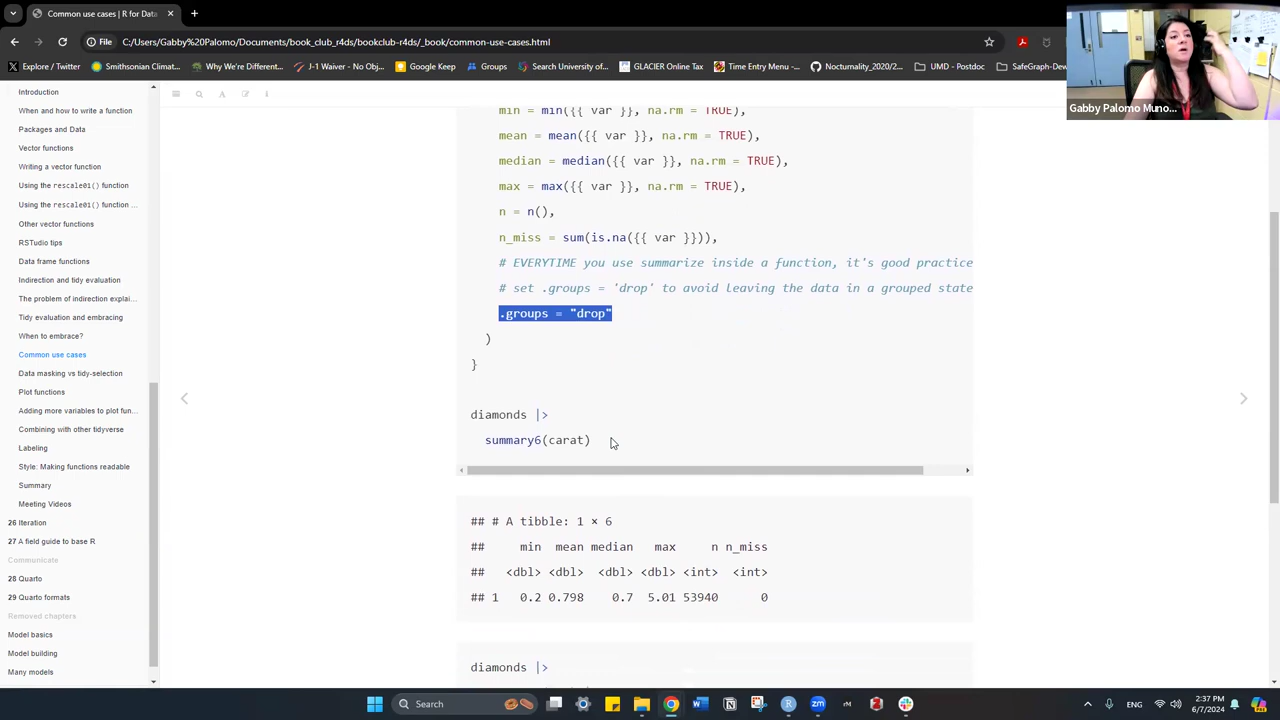 Common use cases | R for Data
File
C:/Users/Gabby%20Palomo/Documents/book_club_r4ds/bookclub-r4ds/_book/common-use-cases.html
Explore / Twitter
Smithsonian Climat...
Why We're Different...
J-1 Waiver - No Obj...
Google Keep
Forbes...
GLUSEEN
GLFSER Online Tax
Time Entry Menu -...
Nocturnality_2020/2...
ETD - Postdoc
SafeGraph-Dew
Gabby Palomo Muno...
Introduction
When and how to write a function
Packages and Data
Vector functions
Writing a vector function
Using the rescale01() function
Using the rescale01() function ...
Other vector functions
RSTudio tips
Data frame functions
Indirection and tidy evaluation
The problem of indirection explai...
Tidy evaluation and embracing
When to embrace?
Common use cases
Data masking vs tidy-selection
Plot functions
Adding more variables to plot fun...
Combining with other tidyverse
Labeling
Style: Making functions readable
Summary
Meeting Videos
26 Iteration
27 A field guide to base R
Communicate
28 Quarto
29 Quarto formats
Removed chapters
Model basics
Model building
Many models
min = min({{ var }}, na.rm = TRUE),
mean = mean({{ var }}, na.rm = TRUE),
median = median({{ var }}, na.rm = TRUE),
max = max({{ var }}, na.rm = TRUE),
n = n(),
n_miss = sum(is.na({{ var }})),
# EVERYTIME you use summarize inside a function, it's good practice
# set .groups = 'drop' to avoid leaving the data in a grouped state
.groups = "drop"
)
}
diamonds |>
summary6(carat)
## # A tibble: 1 × 6
##     min  mean median   max     n n_miss
##   <dbl> <dbl>  <dbl> <dbl> <int>  <int>
## 1   0.2 0.798    0.7  5.01 53940      0
diamonds |>
Search
ENG
2:37 PM
6/7/2024